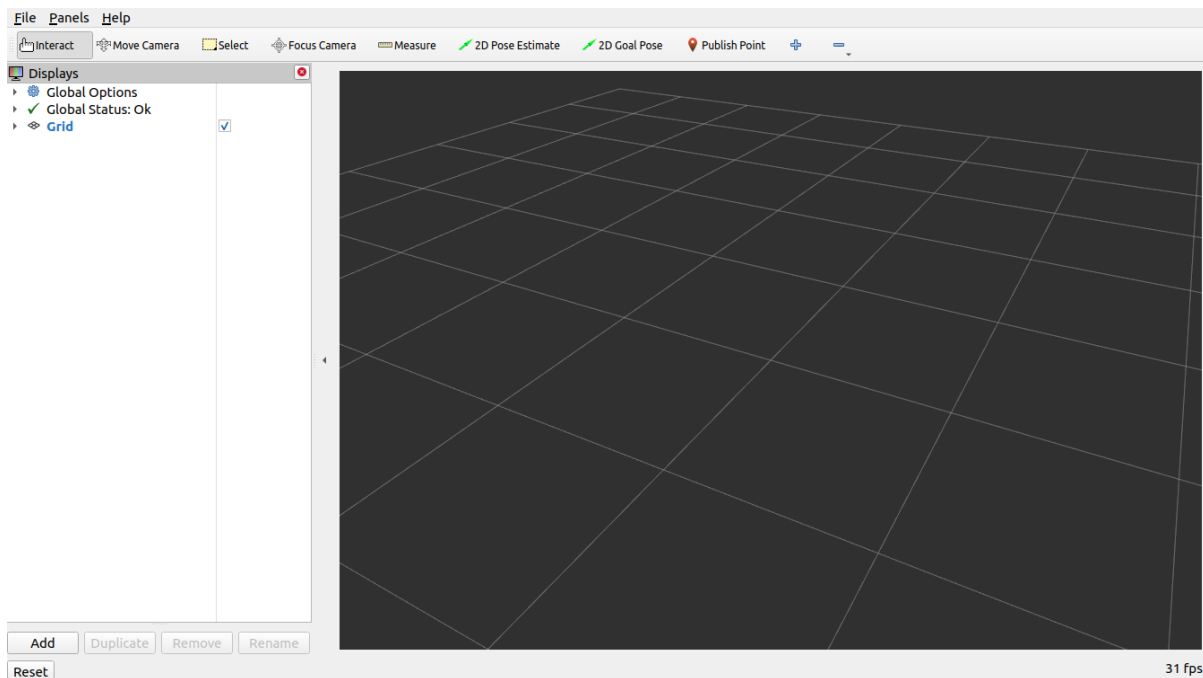 File Panels Help
Interact Move Camera Select Focus Camera Measure 2D Pose Estimate 2D Goal Pose Publish Point
Displays
Global Options
Global Status: Ok
Grid
Add Duplicate Remove Rename
Reset
31 fps